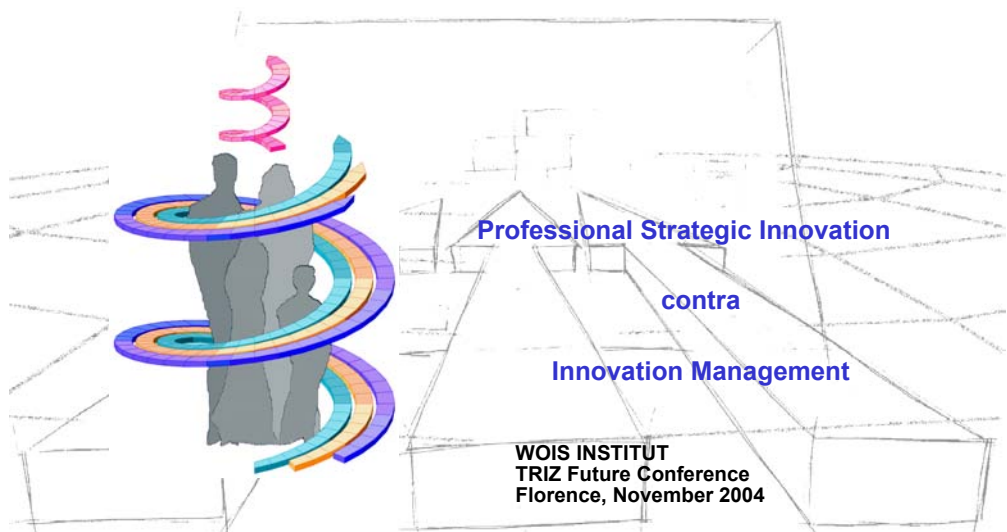 Professional Strategic Innovation
contra
Innovation Management
WOIS INSTITUT
TRIZ Future Conference
Florence, November 2004